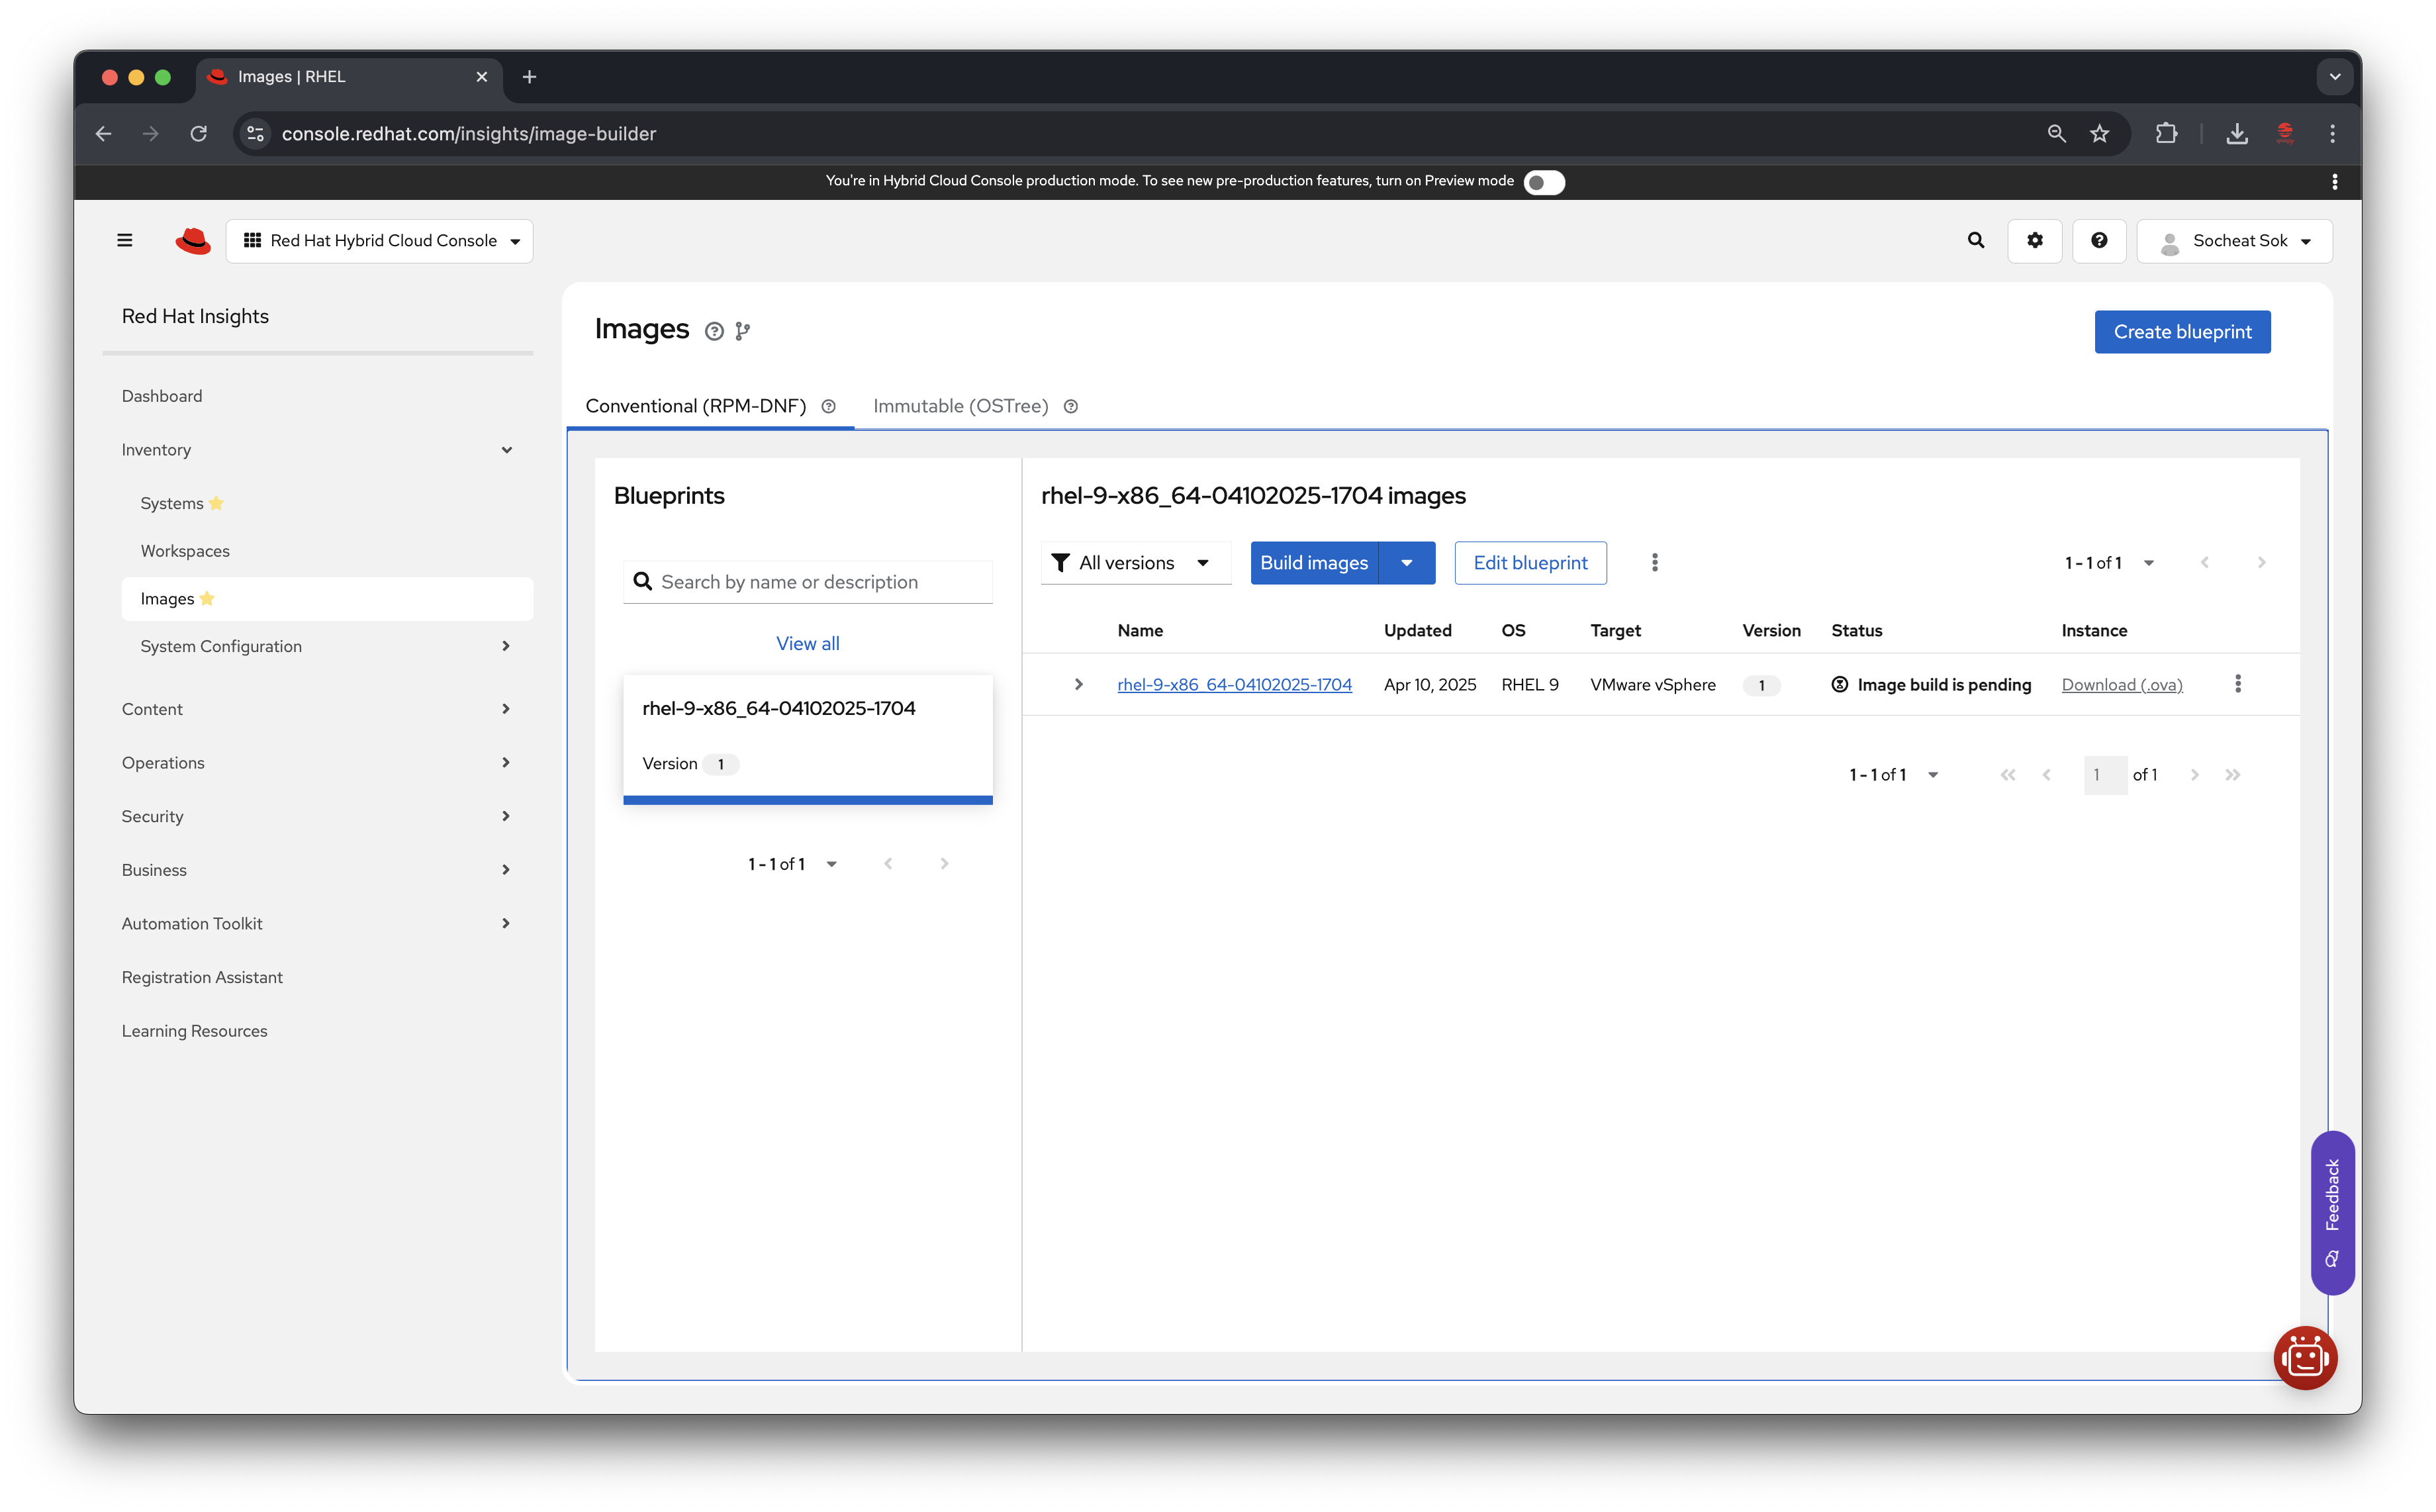 Images | RHEL
console.redhat.com/insights/image-builder
You're in Hybrid Cloud Console production mode. To see new pre-production features, turn on Preview mode
Red Hat Hybrid Cloud Console
Socheat Sok
Red Hat Insights
Dashboard
Inventory
Systems
Workspaces
Images
System Configuration
Content
Operations
Security
Business
Automation Toolkit
Registration Assistant
Learning Resources
Images
Create blueprint
Conventional (RPM-DNF)
Immutable (OSTree)
Blueprints
Search by name or description
View all
rhel-9-x86_64-04102025-1704
Version 1
1 - 1 of 1
rhel-9-x86_64-04102025-1704 images
All versions
Build images
Edit blueprint
1 - 1 of 1
Name Updated OS Target Version Status Instance
rhel-9-x86_64-04102025-1704 Apr 10, 2025 RHEL 9 VMware vSphere 1 Image build is pending Download (.ova)
1 - 1 of 1
1 of 1
Feedback